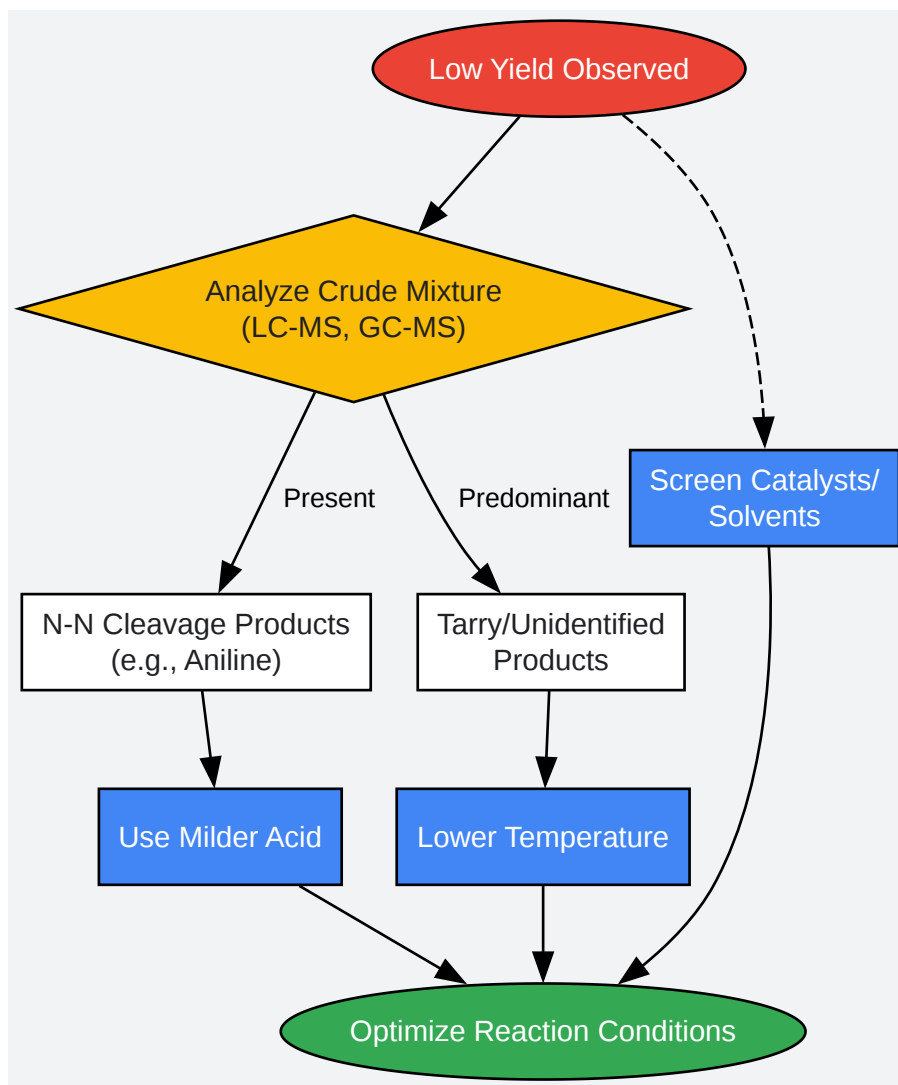 Low Yield Observed
Analyze Crude Mixture
(LC-MS, GC-MS)
Screen Catalysts/
Solvents
Present
Predominant
N-N Cleavage Products
(e.g., Aniline)
Tarry/Unidentified
Products
Use Milder Acid
Lower Temperature
Optimize Reaction Conditions